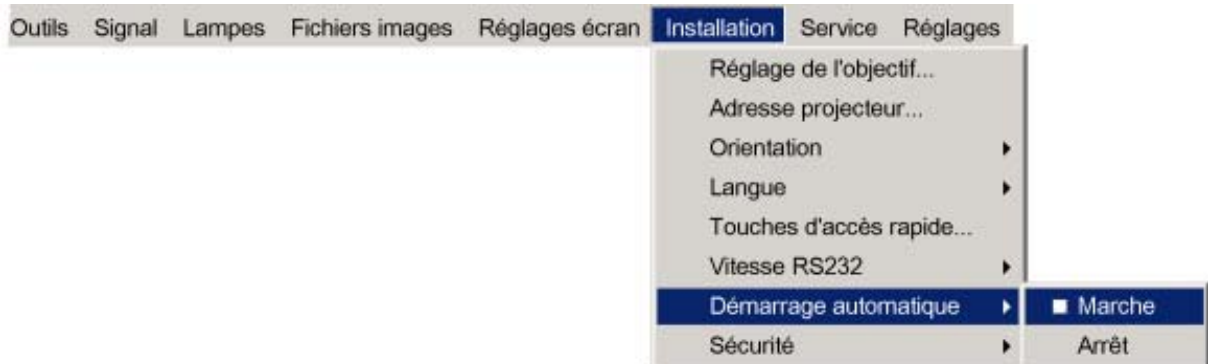 Outils Signal Lampes Fichiers images Réglages écran Installation Service Réglages
Réglage de l'objectif...
Adresse projecteur...
Orientation
Langue
Touches d'accès rapide...
Vitesse RS232
Démarrage automatique Marche
Sécurité Arrêt